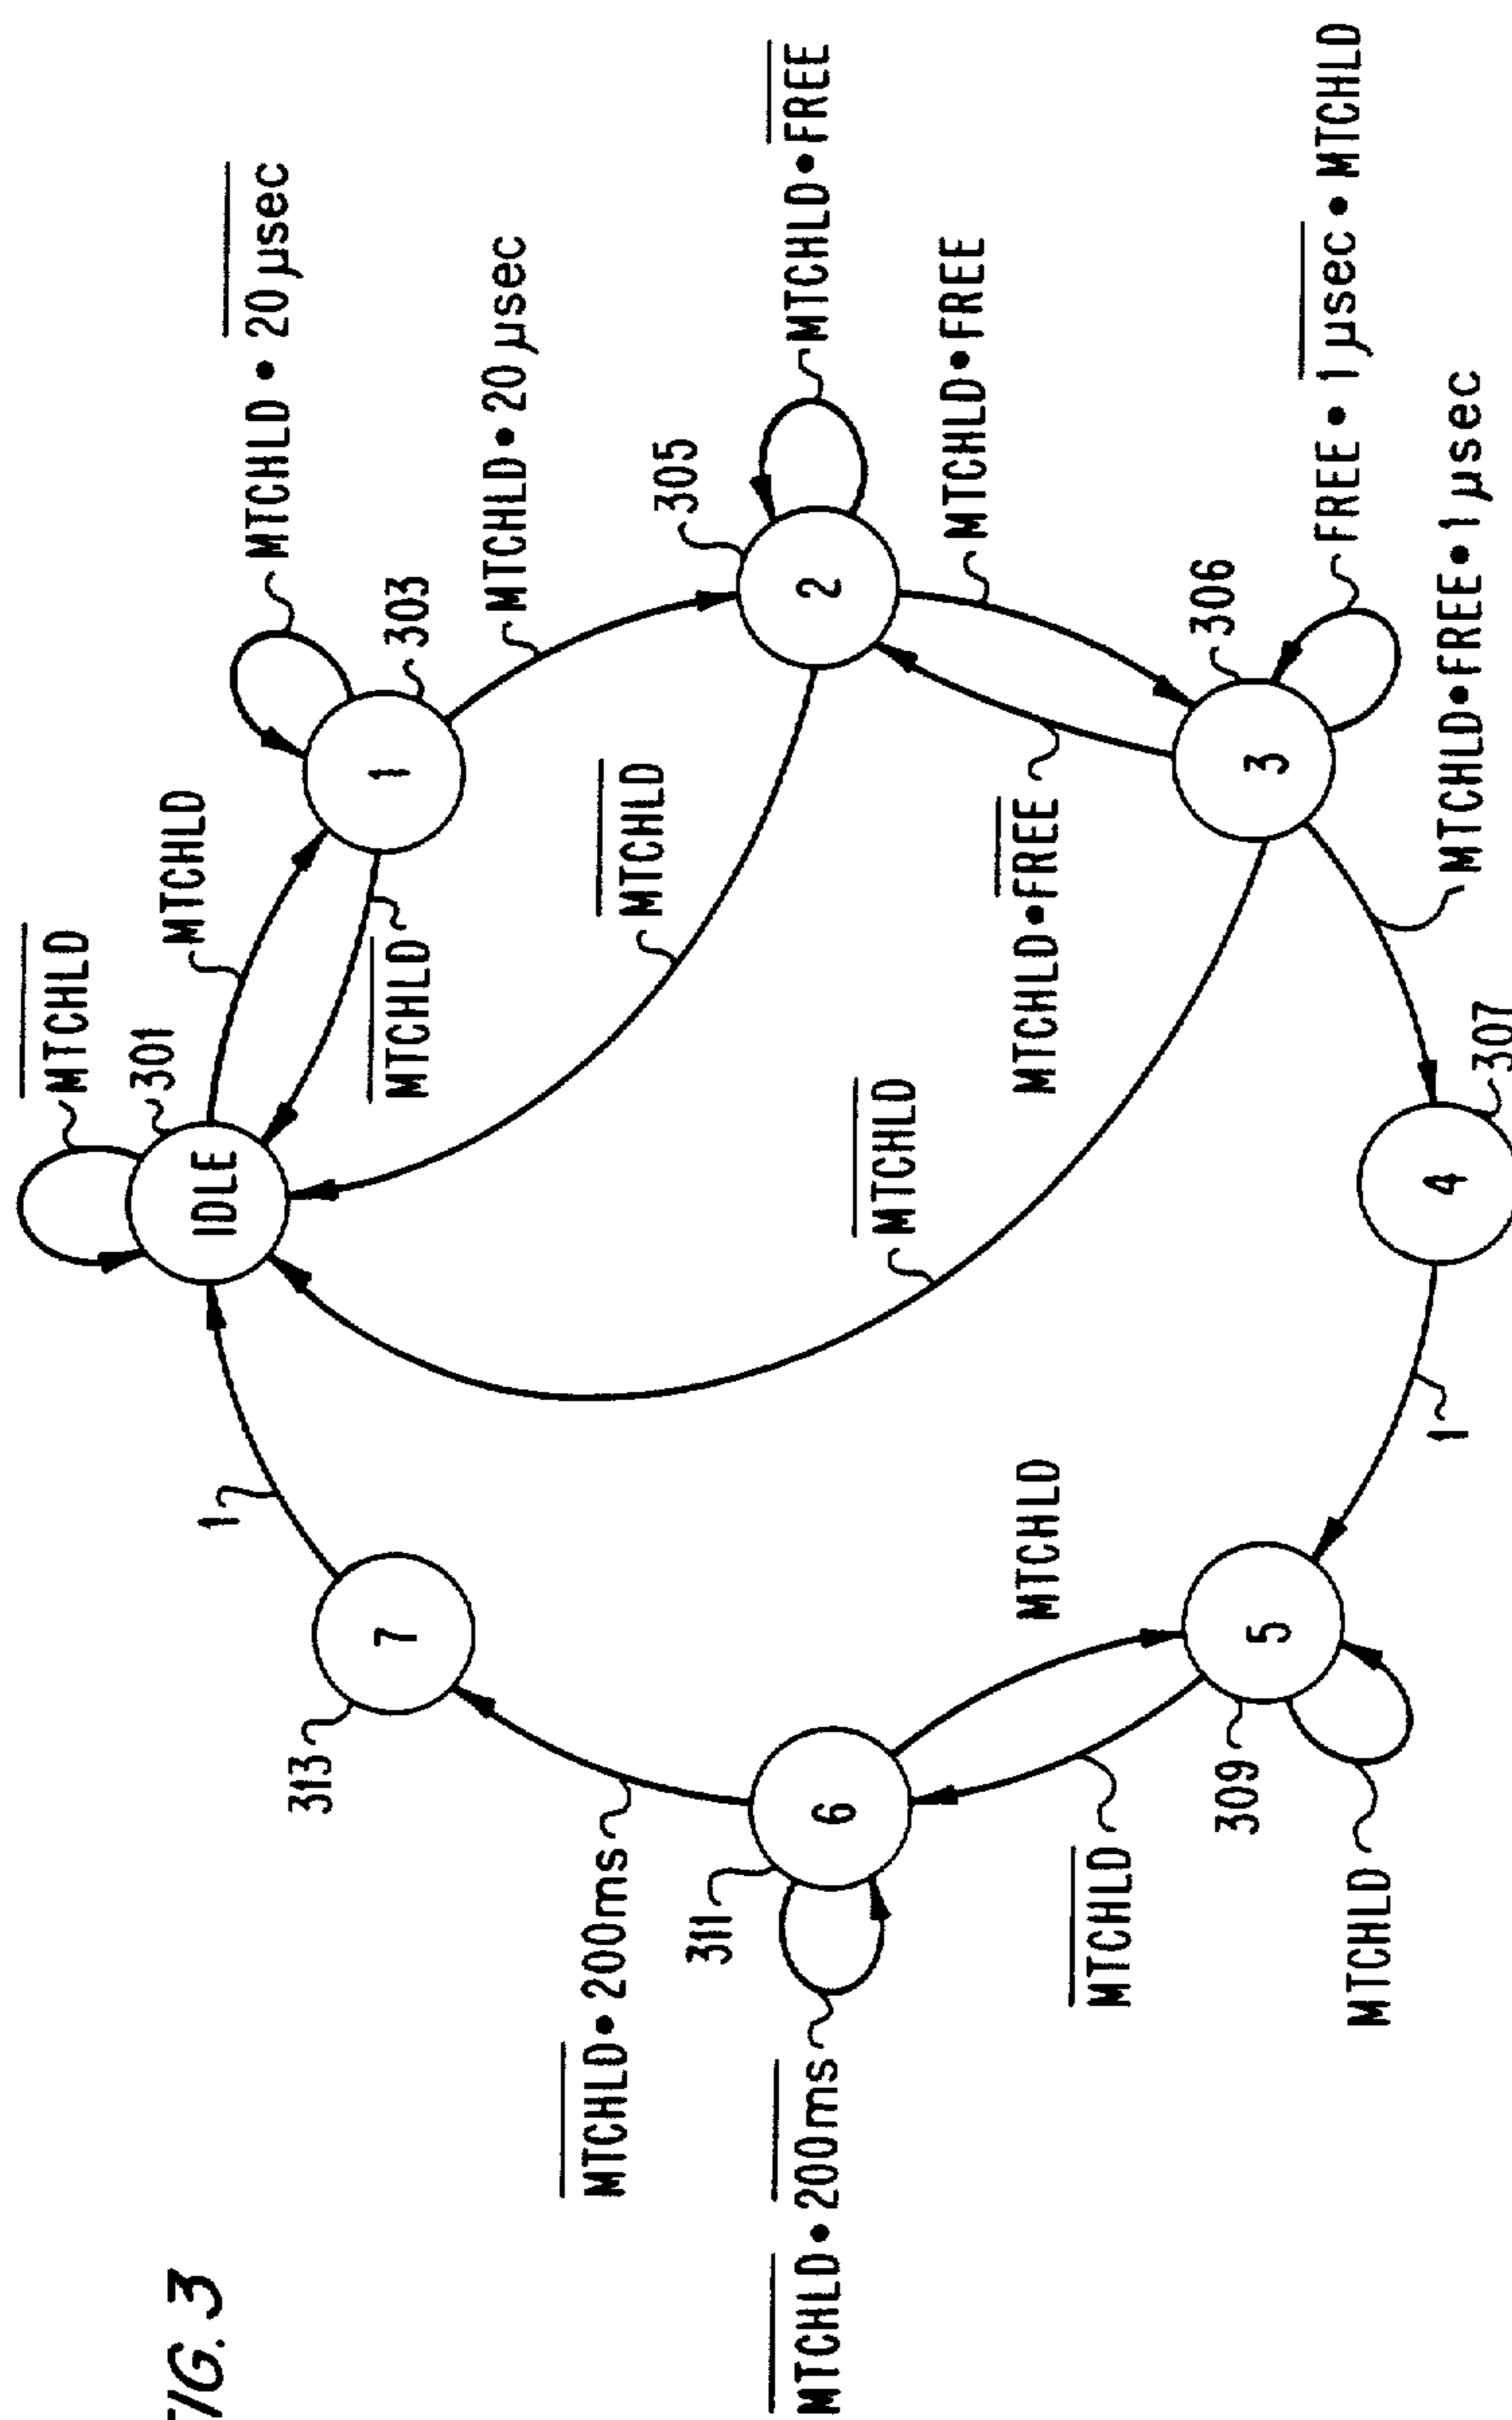 FIG. 3
MTCHLD
301
MTCHLD
MTCHLD • 20 µsec
1
IDLE
313
7
MTCHLD
1
303
MTCHLD • 20 µsec
MTCHLD • 200ms
MTCHLD
305
311
MTCHLD • 200ms
6
2
MTCHLD • FREE
MTCHLD
MTCHLD • FREE
MTCHLD
MTCHLD • FREE
MTCHLD
309
5
3
306
MTCHLD
FREE • 1 µsec • MTCHLD
1
4
307
MTCHLD • FREE • 1 µsec